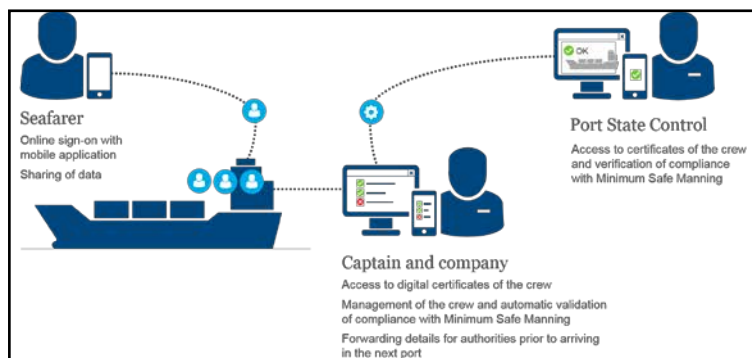 Seafarer
Online sign-on with
mobile application
Sharing of data
OK
Port State Control
Access to certificates of the crew
and verification of compliance
with Minimum Safe Manning
Captain and company
Access to digital certificates of the crew
Management of the crew and automatic validation
of compliance with Minimum Safe Manning
Forwarding details for authorities prior to arriving
in the next port